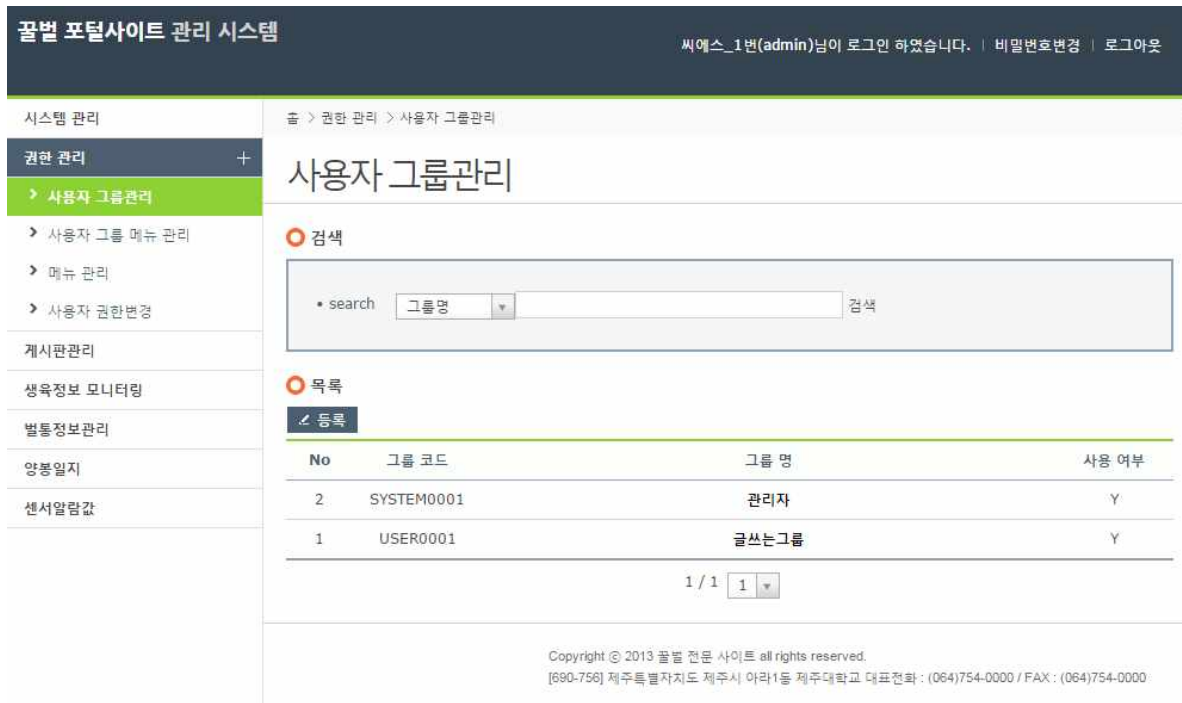 꿀벌 포털사이트 관리 시스템
씨에스_1번(admin)님이 로그인 하였습니다. | 비밀번호변경 | 로그아웃
시스템 관리
홈 > 권한 관리 > 사용자 그룹관리
권한 관리 +
사용자 그룹관리
> 사용자 그룹관리
> 사용자 그룹 메뉴 관리
> 메뉴 관리
> 사용자 권한변경
게시판관리
생육정보 모니터링
벌통정보관리
양봉일지
센서알람값
검색
• search 그룹명 검색
목록
등록
No 그룹 코드 그룹 명 사용 여부
2 SYSTEM0001 관리자 Y
1 USER0001 글쓰는그룹 Y
1 / 1 1
Copyright ⓒ 2013 꿀벌 전문 사이트 all rights reserved.
[690-756] 제주특별자치도 제주시 아라1동 제주대학교 대표전화 : (064)754-0000 / FAX : (064)754-0000